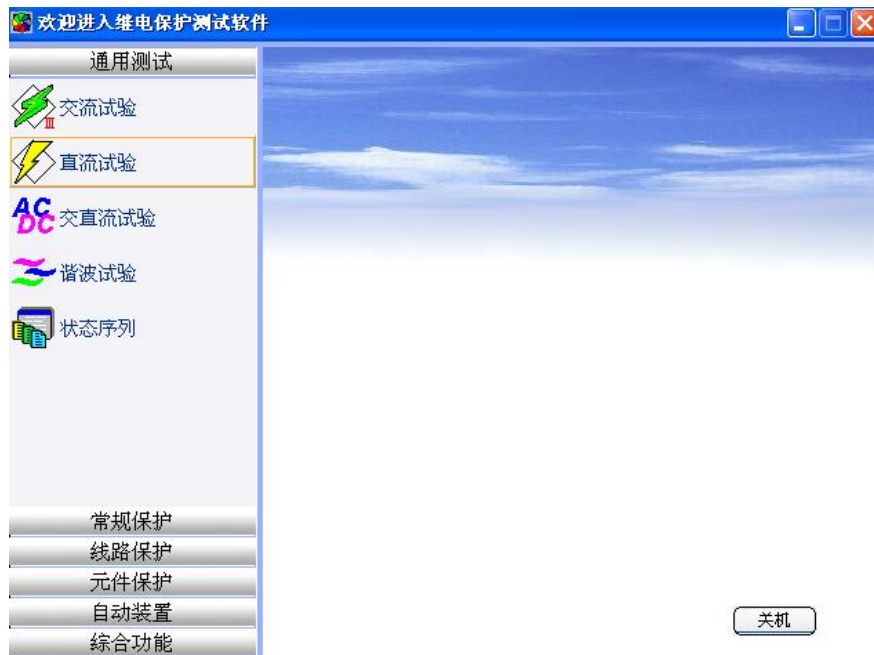 欢迎进入继电保护测试软件
通用测试
交流试验
III
直流试验
AC
DC
交直流试验
谐波试验
状态序列
常规保护
线路保护
元件保护
自动装置
综合功能
关机